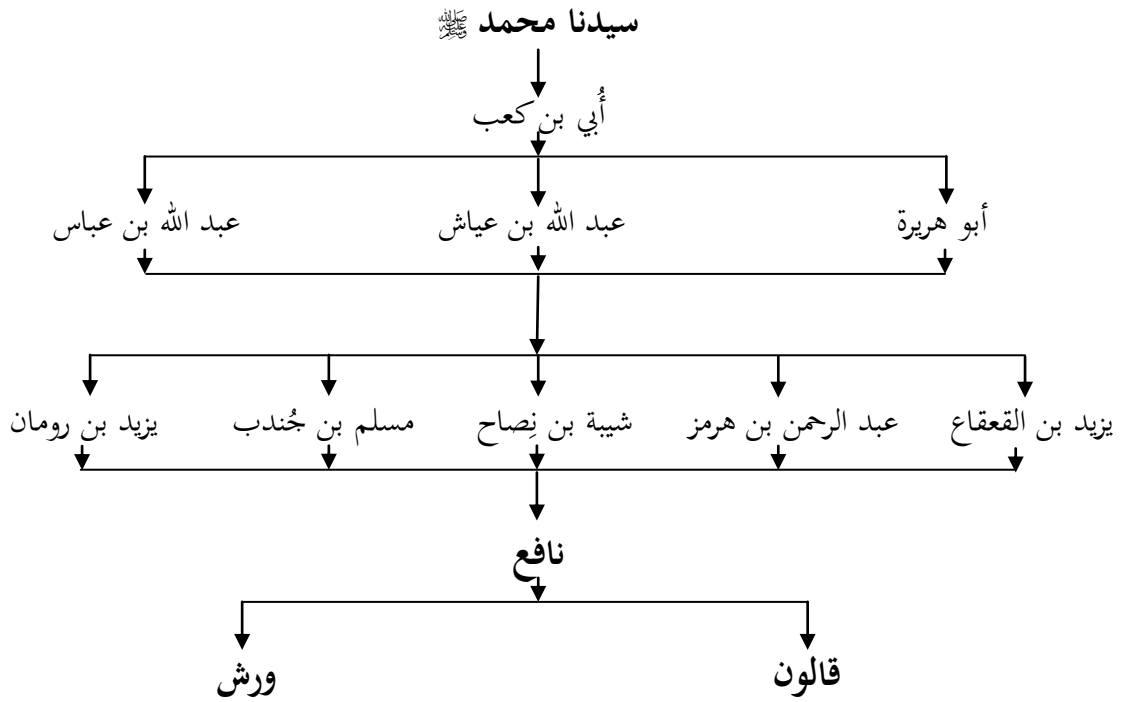 سيدنا محمد ﷺ
أُبي بن كعب
أبو هريرة عبد الله بن عياش عبد الله بن عباس
يزيد بن القعقاع عبد الرحمن بن هرمز شيبة بن نِصاح مسلم بن جُندب يزيد بن رومان
نافع
قالون ورش